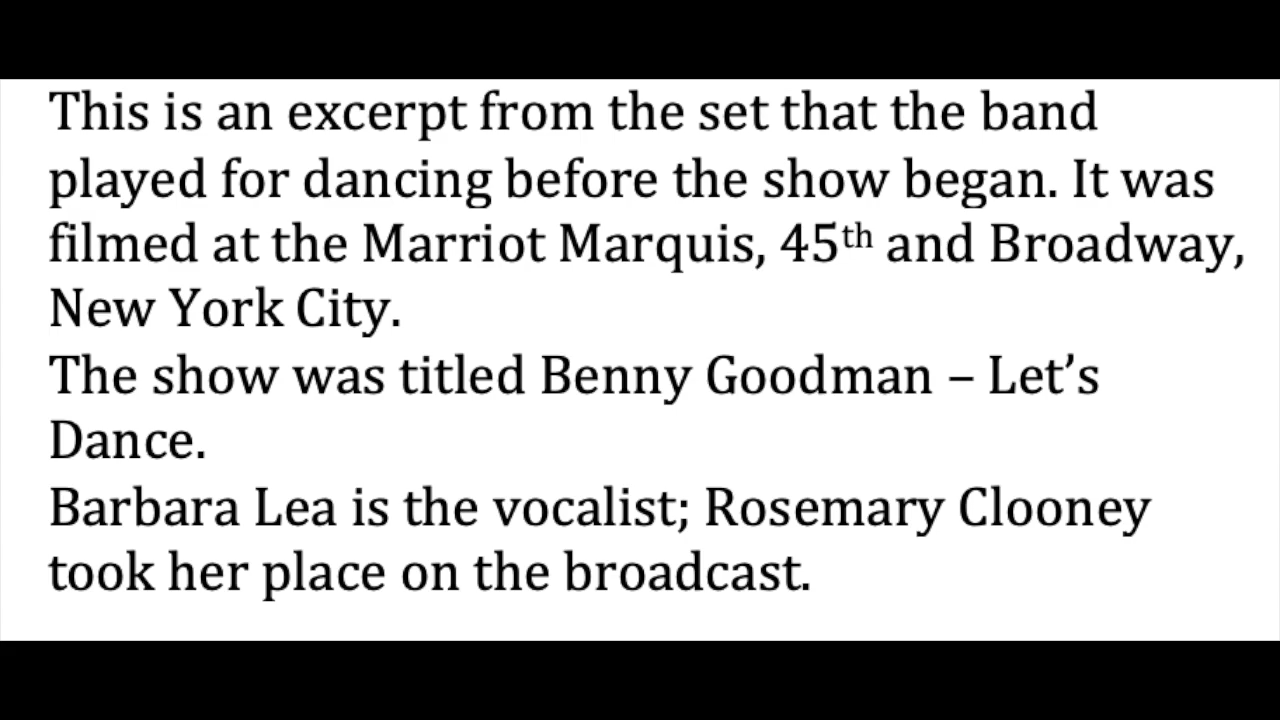 This is an excerpt from the set that the band
played for dancing before the show began. It was
filmed at the Marriot Marquis, 45th and Broadway,
New York City.
The show was titled Benny Goodman – Let’s
Dance.
Barbara Lea is the vocalist; Rosemary Clooney
took her place on the broadcast.